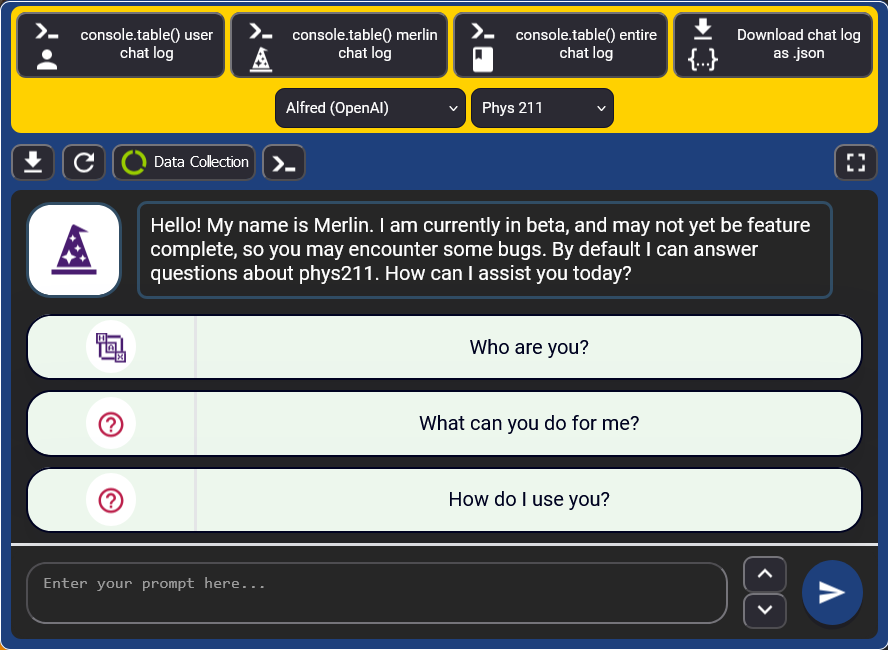 console.table() user
chat log
console.table() merlin
chat log
console.table() entire
chat log
Download chat log
as .json
{...}
Alfred (OpenAI)
Phys 211
Data Collection
Hello! My name is Merlin. I am currently in beta, and may not yet be feature
complete, so you may encounter some bugs. By default I can answer
questions about phys211. How can I assist you today?
Who are you?
What can you do for me?
How do I use you?
Enter your prompt here...